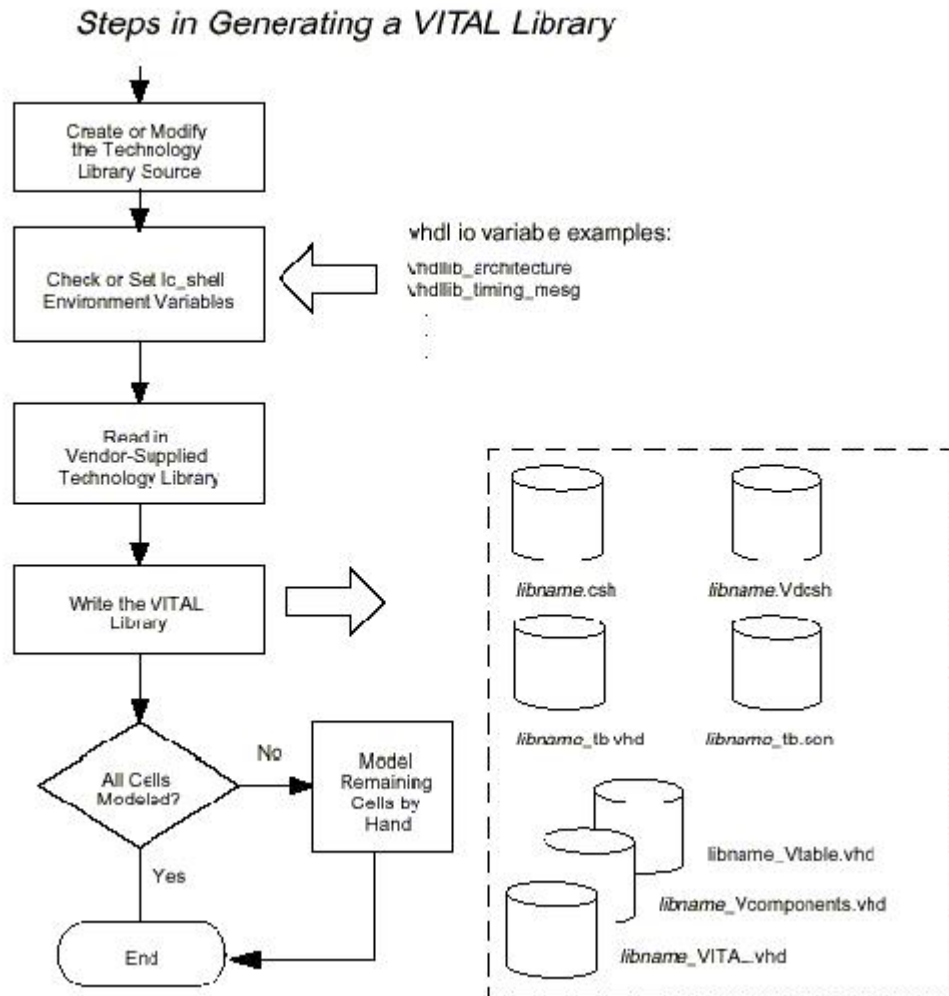 Steps in Generating a VITAL Library
Create or Modify
the Technology
Library Source
Check or Set lc_shell
Environment Variables
vhdl io variab e examples:
vhdllib_architecture
vhdllib_timing_mesg
.
.
.
Read in
Vendor-Supplied
Technology Library
Write the VITAL
Library
All Cells
Modeled?
No
Model
Remaining
Cells by
Hand
Yes
End
libname.csh
libname.Vdcsh
libname_tb.vhd
libname_tb.scn
libname_Vtable.vhd
libname_Vcomponents.vhd
libname_VITA_.vhd